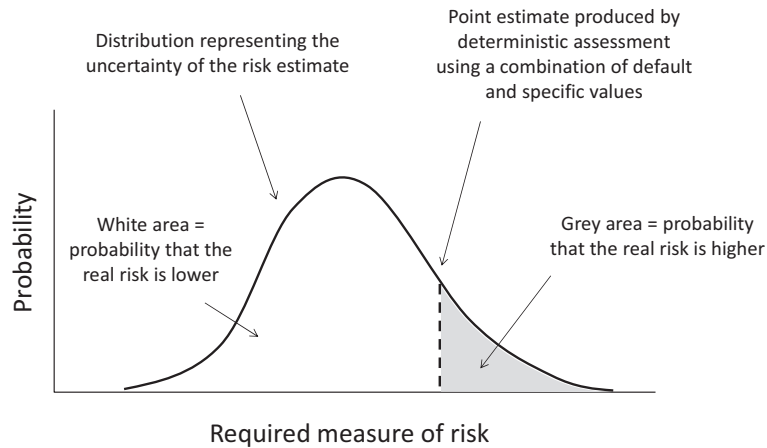 Distribution representing the
uncertainty of the risk estimate
Point estimate produced by
deterministic assessment
using a combination of default
and specific values
White area =
probability that the
real risk is lower
Grey area = probability
that the real risk is higher
Probability
Required measure of risk